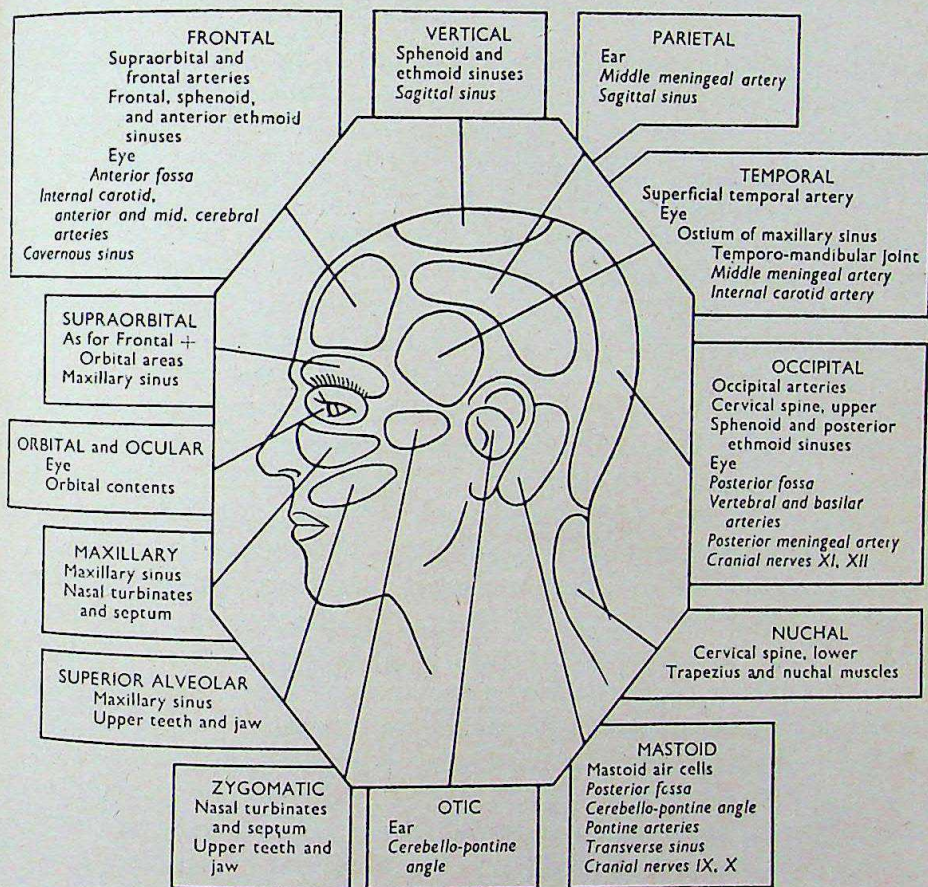 FRONTAL
Supraorbital and
frontal arteries
Frontal, sphenoid,
and anterior ethmoid
sinuses
Eye
Anterior fossa
Internal carotid,
anterior and mid. cerebral
arteries
Cavernous sinus
VERTICAL
Sphenoid and
ethmoid sinuses
Sagittal sinus
PARIETAL
Ear
Middle meningeal artery
Sagittal sinus
TEMPORAL
Superficial temporal artery
Eye
Ostium of maxillary sinus
Temporo-mandibular Joint
Middle meningeal artery
Internal carotid artery
SUPRAORBITAL
As for Frontal +
Orbital areas
Maxillary sinus
ORBITAL and OCULAR
Eye
Orbital contents
MAXILLARY
Maxillary sinus
Nasal turbinates
and septum
SUPERIOR ALVEOLAR
Maxillary sinus
Upper teeth and jaw
ZYGOMATIC
Nasal turbinates
and septum
Upper teeth and
jaw
OTIC
Ear
Cerebello-pontine
angle
MASTOID
Mastoid air cells
Posterior fossa
Cerebello-pontine angle
Pontine arteries
Transverse sinus
Cranial nerves IX, X
NUCHAL
Cervical spine, lower
Trapezius and nuchal muscles
OCCIPITAL
Occipital arteries
Cervical spine, upper
Sphenoid and posterior
ethmoid sinuses
Eye
Posterior fossa
Vertebral and basilar
arteries
Posterior meningeal artery
Cranial nerves XI, XII